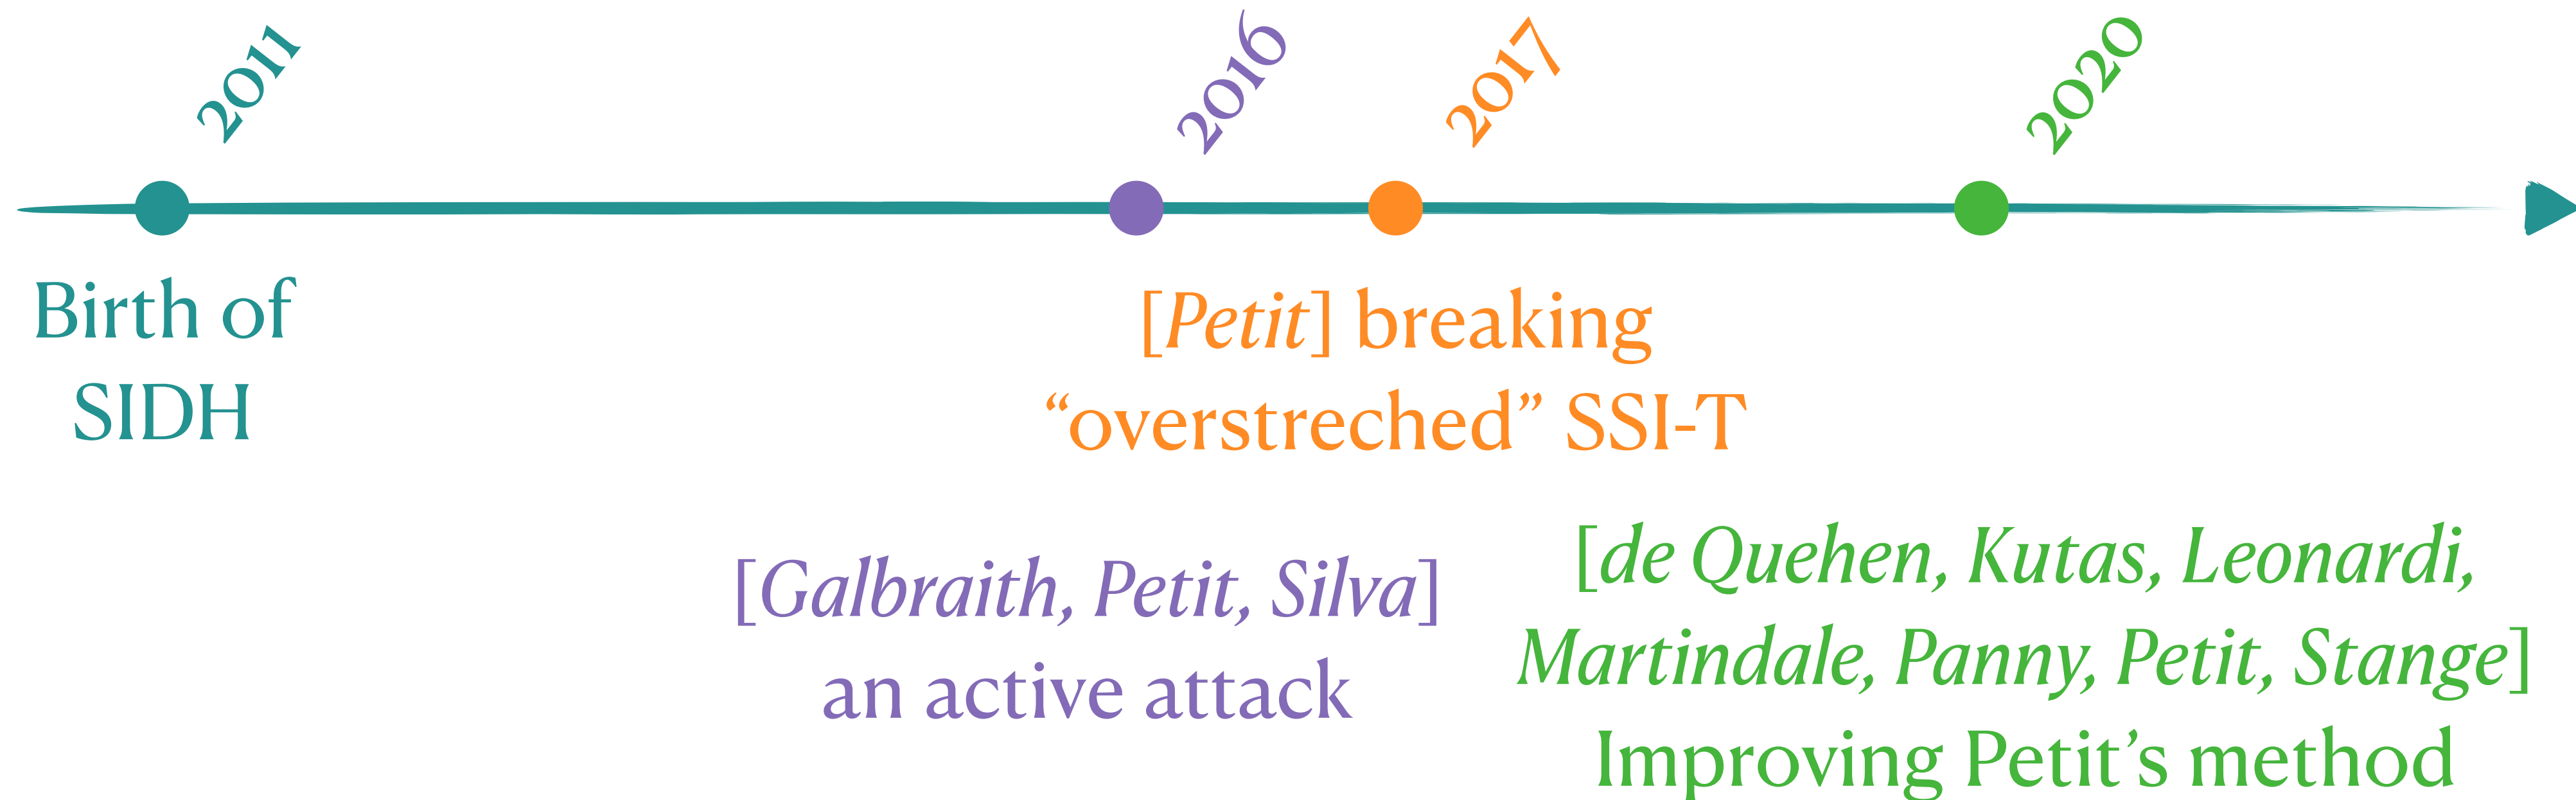 2011
2016
2017
2020
Birth of
SIDH
[Petit] breaking
“overstreched” SSI-T
[Galbraith, Petit, Silva]
an active attack
[de Quehen, Kutas, Leonardi,
Martindale, Panny, Petit, Stange]
Improving Petit’s method